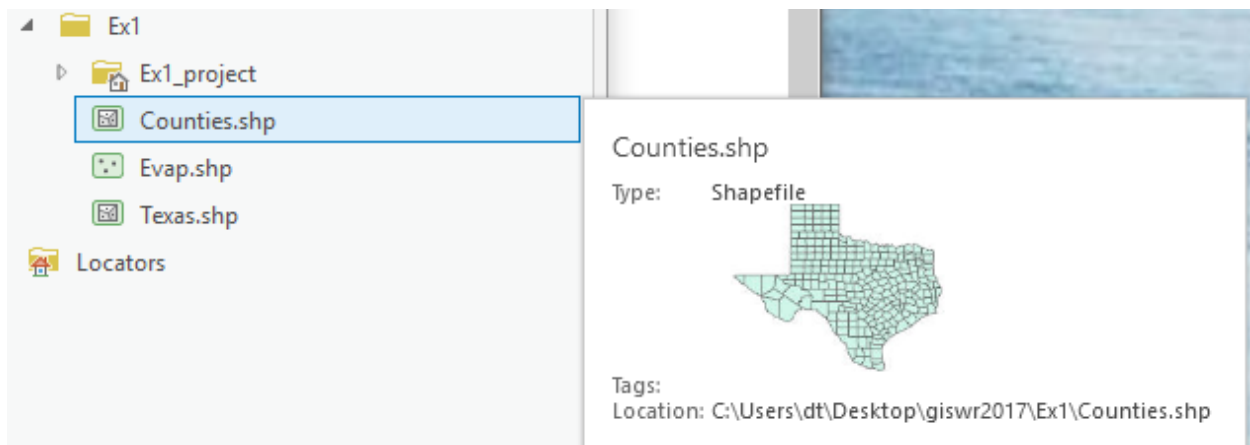 Ex1
Ex1_project
Counties.shp
Evap.shp
Texas.shp
Locators
Counties.shp
Type: Shapefile
Tags:
Location: C:\Users\dt\Desktop\giswr2017\Ex1\Counties.shp